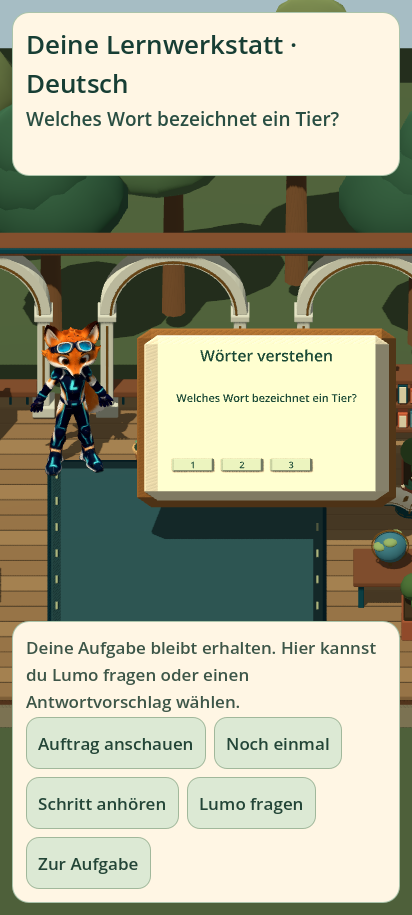 Deine Lernwerkstatt ·
Deutsch
Welches Wort bezeichnet ein Tier?
Wörter verstehen
Welches Wort bezeichnet ein Tier?
1 2 3
L
Deine Aufgabe bleibt erhalten. Hier kannst
du Lumo fragen oder einen
Antwortvorschlag wählen.
Auftrag anschauen Noch einmal
Schritt anhören Lumo fragen
Zur Aufgabe